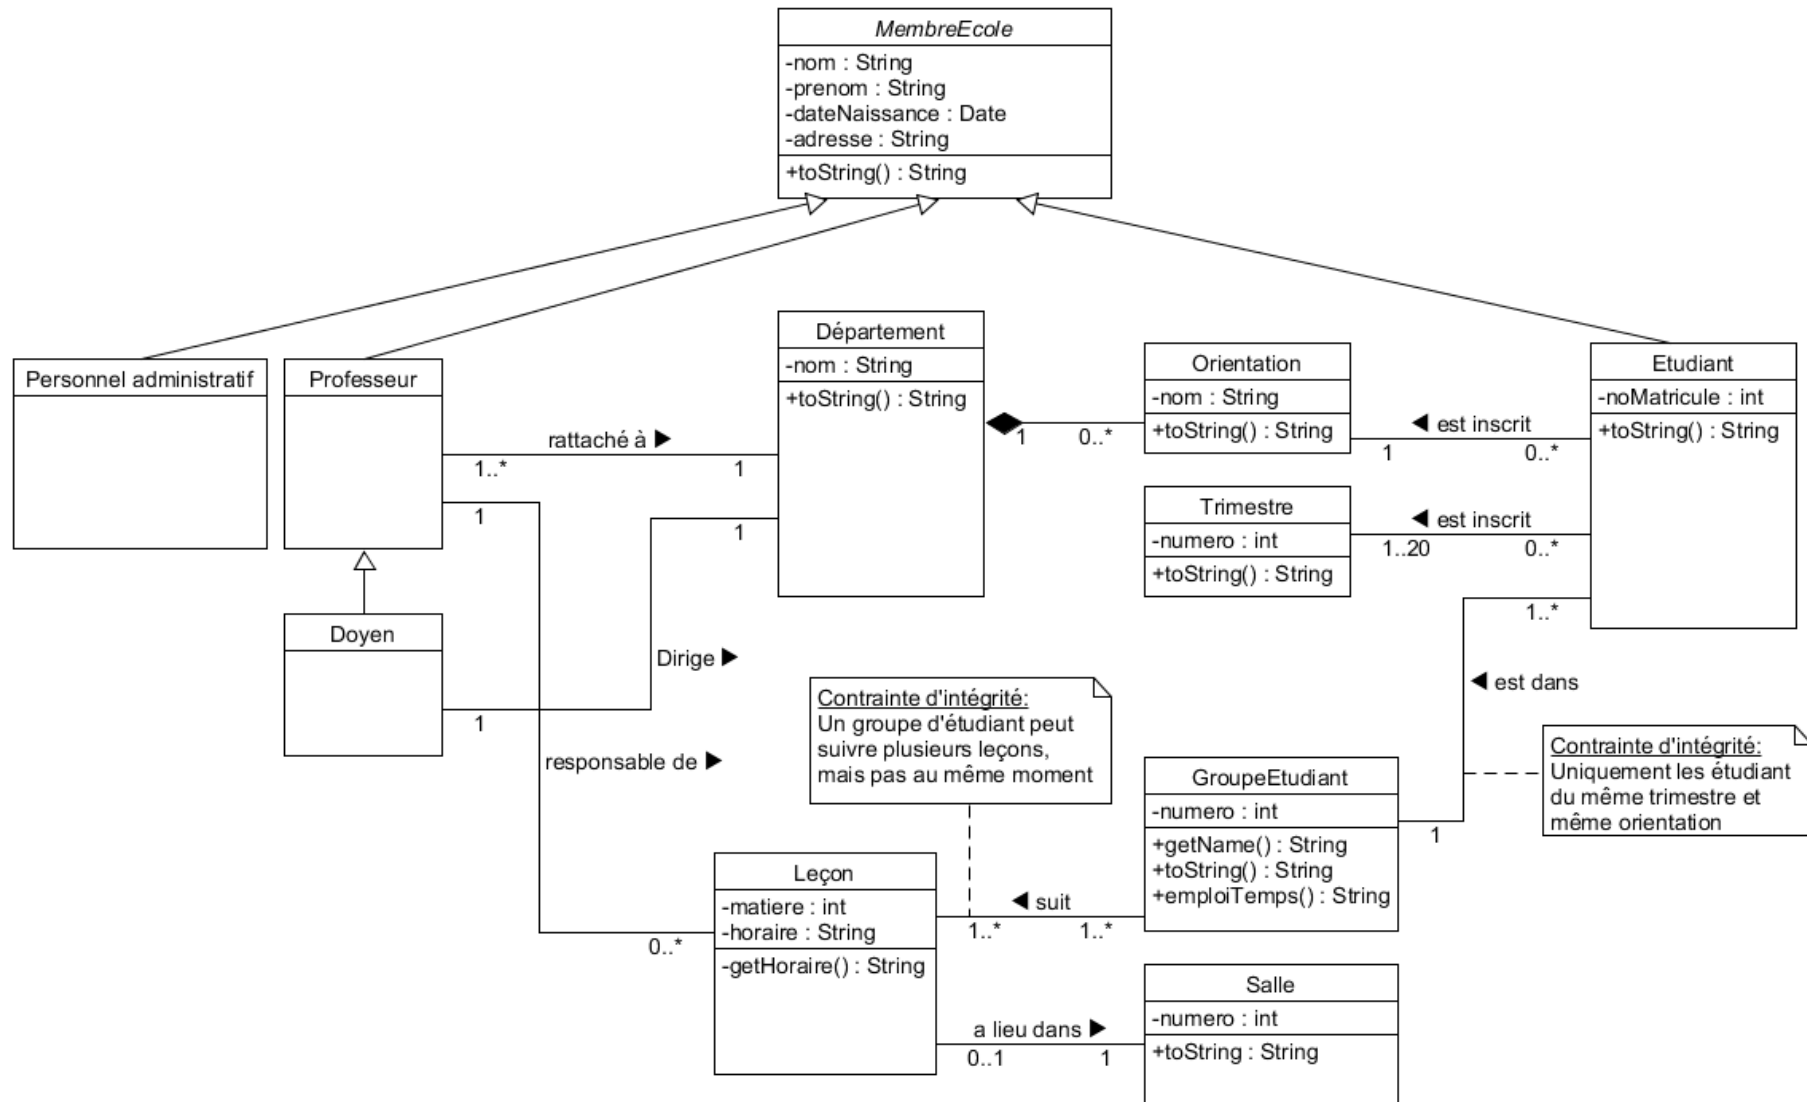 MembreEcole
-nom : String
-prenom : String
-dateNaissance : Date
-adresse : String
+toString() : String
Personnel administratif
Professeur
Département
-nom : String
+toString() : String
Orientation
-nom : String
+toString() : String
Etudiant
-noMatricule : int
+toString() : String
rattaché à ▶
1..*
1
1
0..*
◀ est inscrit
1
0..*
Trimestre
-numero : int
+toString() : String
◀ est inscrit
1..20
0..*
1
1
Doyen
Dirige ▶
1
responsable de ▶
0..*
1..*
◀ est dans
1
Contrainte d'intégrité:
Un groupe d'étudiant peut
suivre plusieurs leçons,
mais pas au même moment
Contrainte d'intégrité:
Uniquement les étudiant
du même trimestre et
même orientation
GroupeEtudiant
-numero : int
+getName() : String
+toString() : String
+emploiTemps() : String
Leçon
-matiere : int
-horaire : String
-getHoraire() : String
◀ suit
1..*
1..*
a lieu dans ▶
0..1
1
Salle
-numero : int
+toString : String